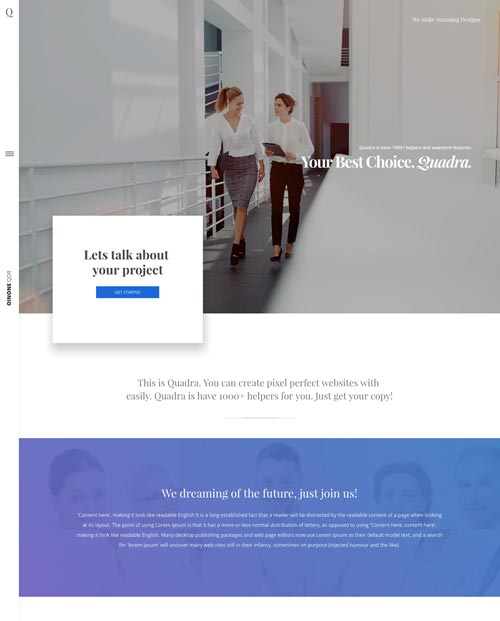 Q
We Make Stunning Designs.
Quadra is have 1000+ helpers and awesome features.
Your Best Choice. Quadra.
OINONE QDR
Lets talk about
your project
GET STARTED
This is Quadra. You can create pixel perfect websites with
easily. Quadra is have 1000+ helpers for you. Just get your copy!
We dreaming of the future, just join us!
'Content here', making it look like readable English It is a long established fact that a reader will be distracted by the readable content of a page when looking
at its layout. The point of using Lorem Ipsum is that it has a more-or-less normal distribution of letters, as opposed to using 'Content here, content here',
making it look like readable English. Many desktop publishing packages and web page editors now use Lorem Ipsum as their default model text, and a search
for 'lorem ipsum' will uncover many web sites still in their infancy. sometimes on purpose (injected humour and the like).